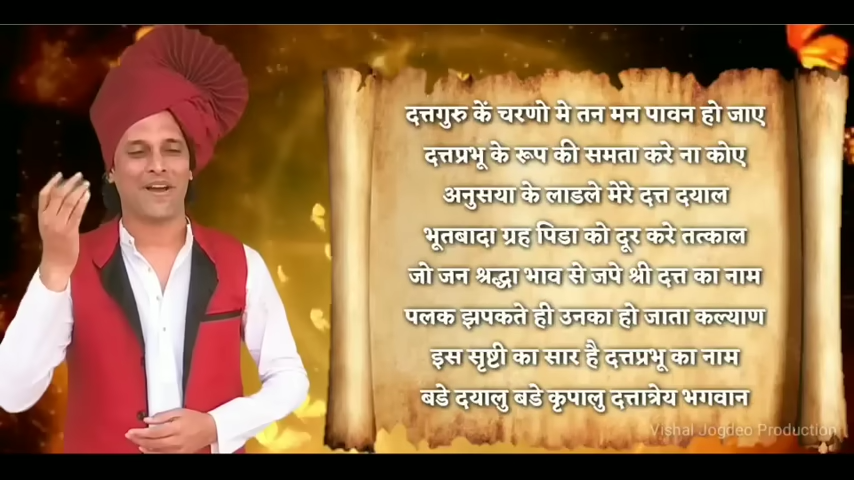 दत्तगुरु कें चरणो मे तन मन पावन हो जाए
दत्तप्रभू के रूप की समता करे ना कोए
अनुसया के लाडले मेरे दत्त दयाल
भूतबादा ग्रह पिडा को दूर करे तत्काल
जो जन श्रद्धा भाव से जपे श्री दत्त का नाम
पलक झपकते ही उनका हो जाता कल्याण
इस सृष्टी का सार है दत्तप्रभू का नाम
बडे दयालु बडे कृपालु दत्तात्रेय भगवान
Vishal Jogdeo Production